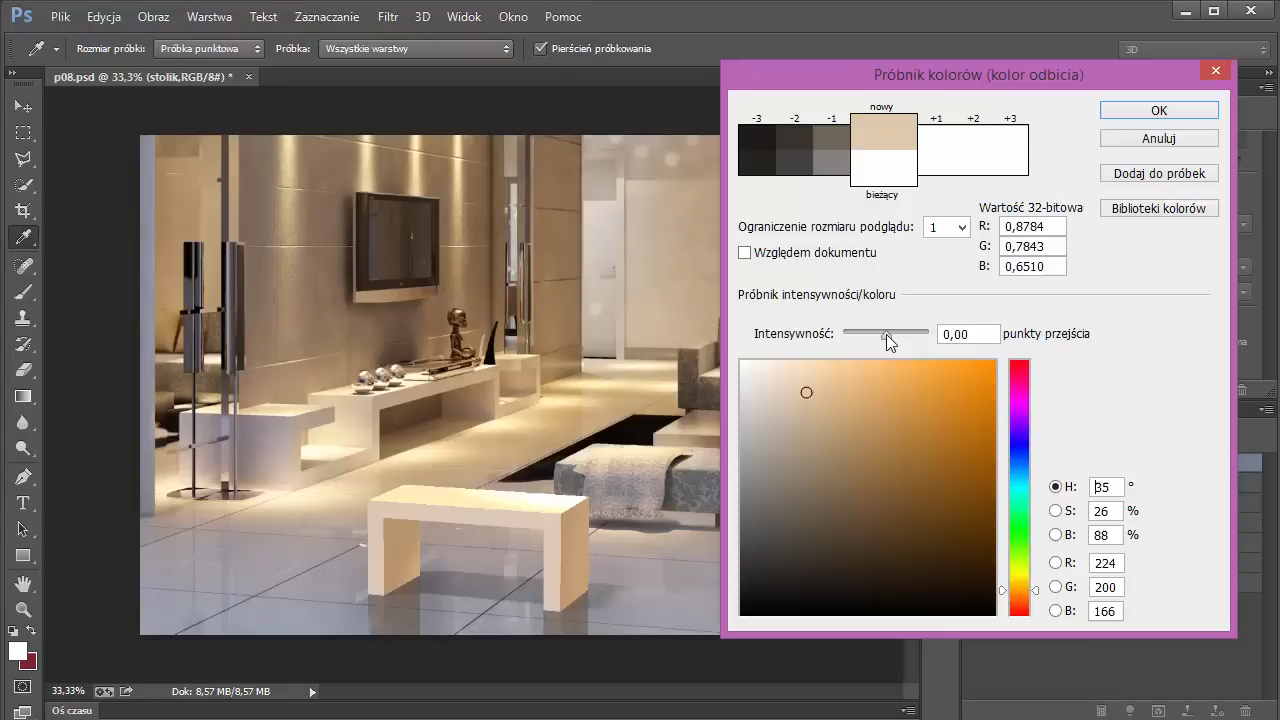 Ps Plik Edycja Obraz Warstwa Tekst Zaznaczanie Filtr 3D Widok Okno Pomoc
Rozmiar próbki: Próbka punktowa Próbka: Wszystkie warstwy Pierścień próbkowania 3D
p08.psd @ 33,3% (stolik,RGB/8#) * ×
Próbnik kolorów (kolor odbicia)
nowy
-3 -2 -1 +1 +2 +3
bieżący
OK
Anuluj
Dodaj do próbek
Biblioteki kolorów
Wartość 32-bitowa
Ograniczenie rozmiaru podglądu: 1
R: 0,8784
G: 0,7843
B: 0,6510
Względem dokumentu
Próbnik intensywności/koloru
Intensywność: 0,00 punkty przejścia
H: 35 °
S: 26 %
B: 88 %
R: 224
G: 200
B: 166
33,33% Dok: 8,57 MB/8,57 MB
Oś czasu